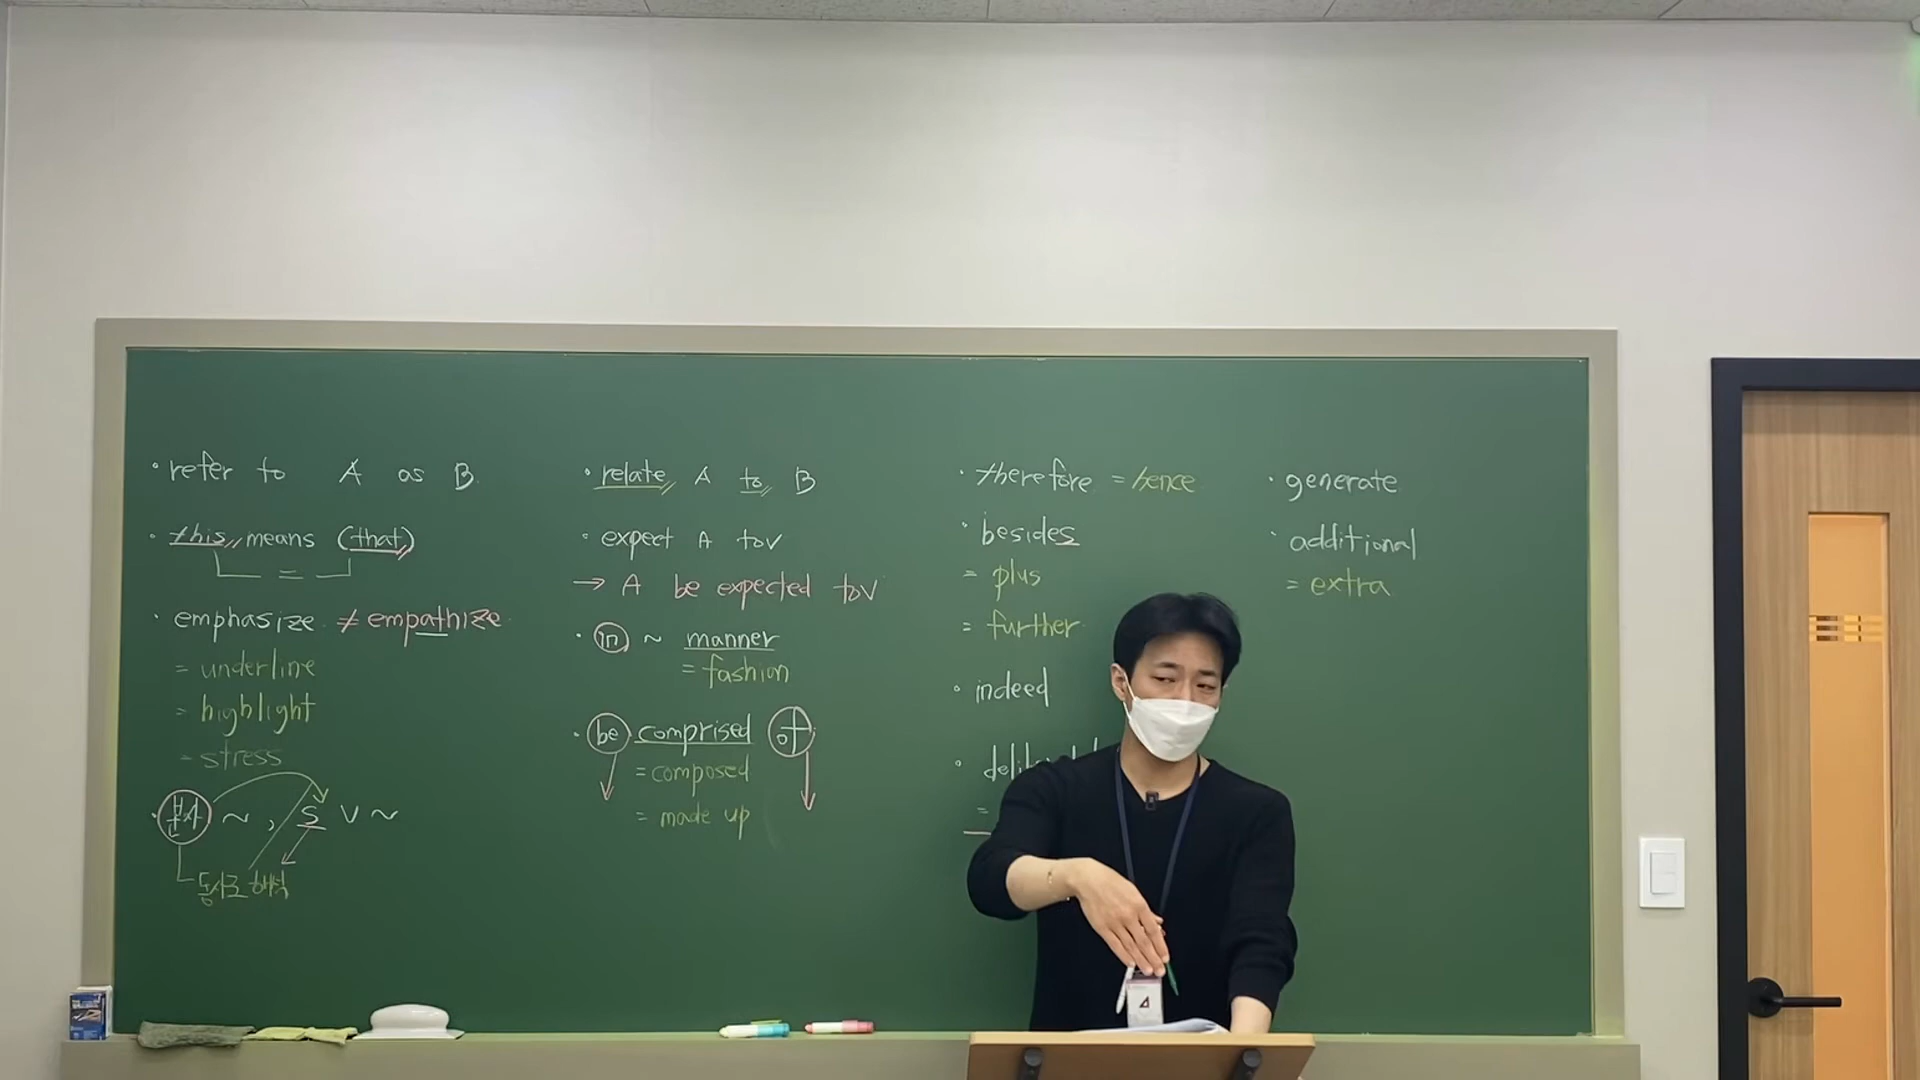 · refer to A as B
· this means (that)
=
· emphasize ≠ empathize
= underline
= highlight
= stress
· 분사 ~ , S V ~
동시로 해석
· relate A to B
· expect A toV
→ A be expected toV
· in ~ manner
= fashion
· be comprised of
= composed
= made up
· therefore = hence
· besides
= plus
= further
· indeed
=
· generate
· additional
= extra